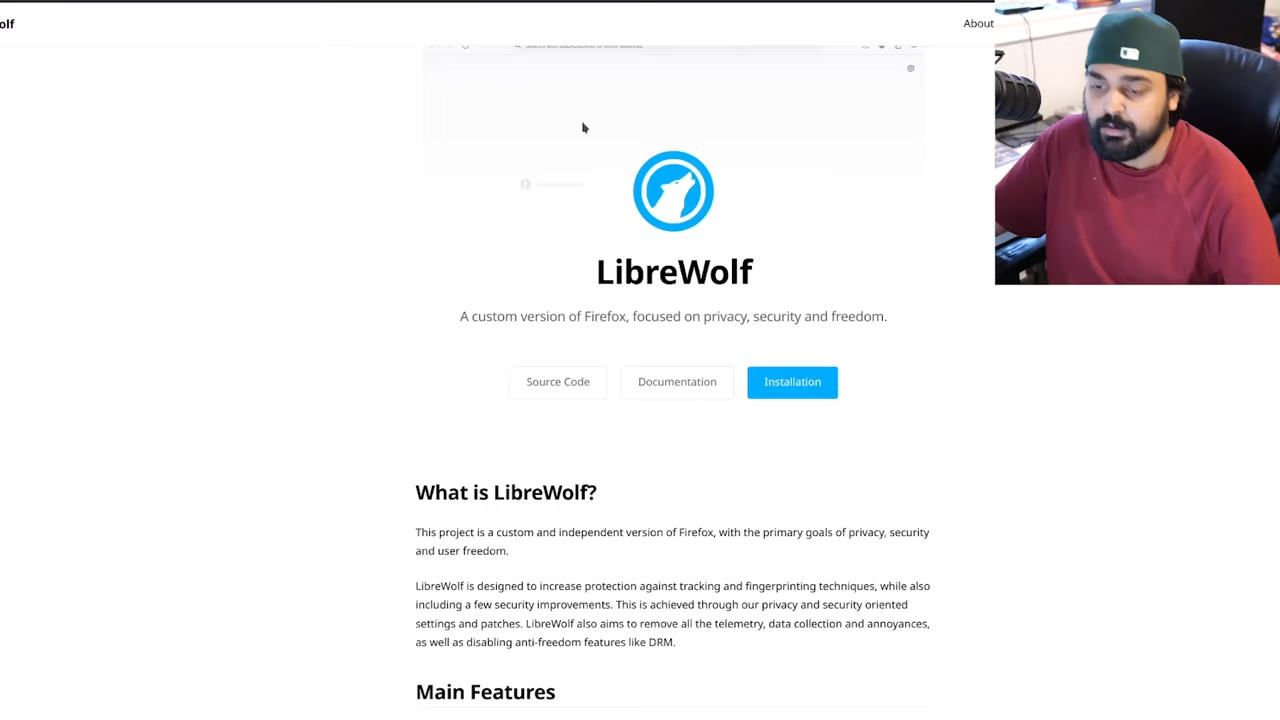 olf
About
LibreWolf
A custom version of Firefox, focused on privacy, security and freedom.
Source Code
Documentation
Installation
What is LibreWolf?
This project is a custom and independent version of Firefox, with the primary goals of privacy, security
and user freedom.
LibreWolf is designed to increase protection against tracking and fingerprinting techniques, while also
including a few security improvements. This is achieved through our privacy and security oriented
settings and patches. LibreWolf also aims to remove all the telemetry, data collection and annoyances,
as well as disabling anti-freedom features like DRM.
Main Features